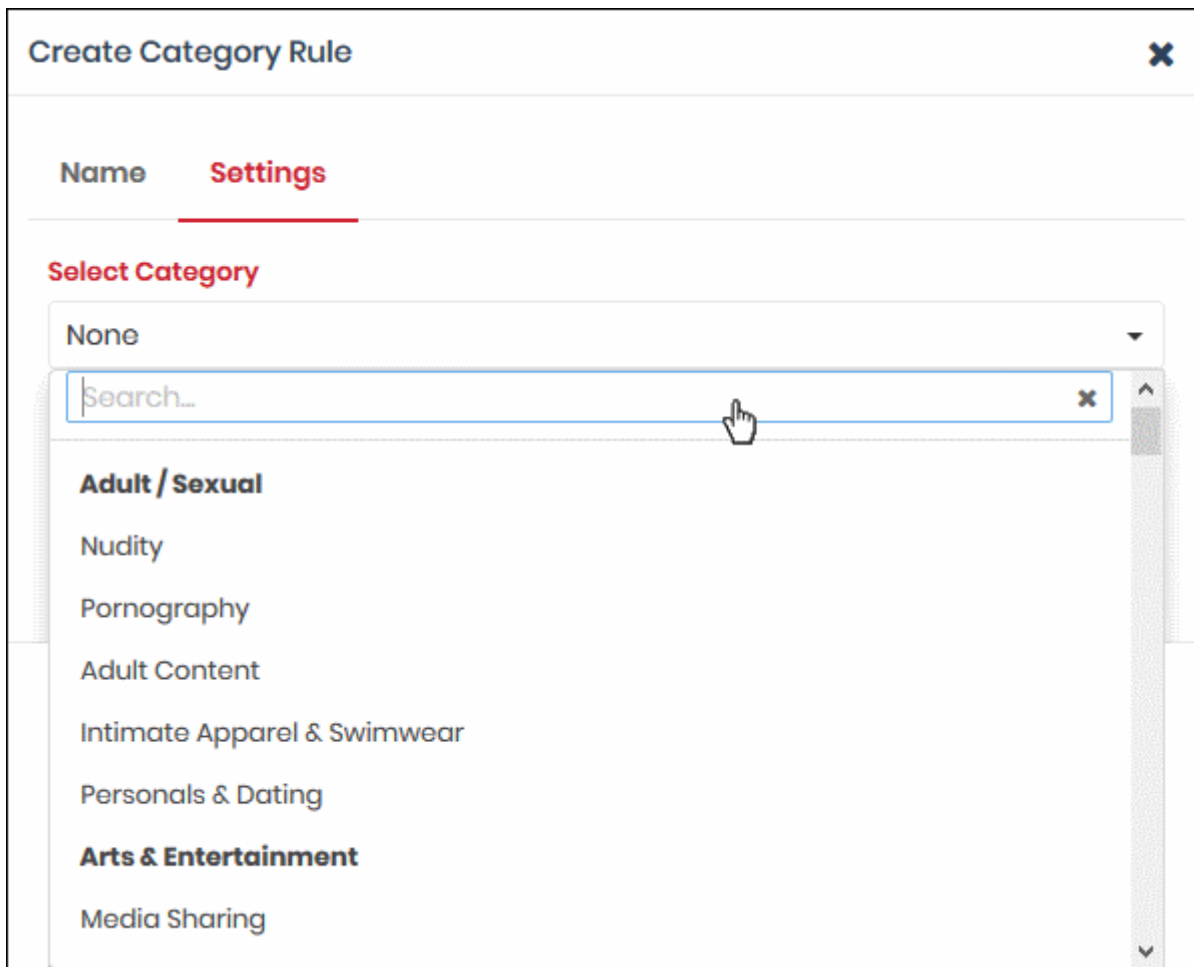 Create Category Rule
Name Settings
Select Category
None
Search...
Adult / Sexual
Nudity
Pornography
Adult Content
Intimate Apparel & Swimwear
Personals & Dating
Arts & Entertainment
Media Sharing